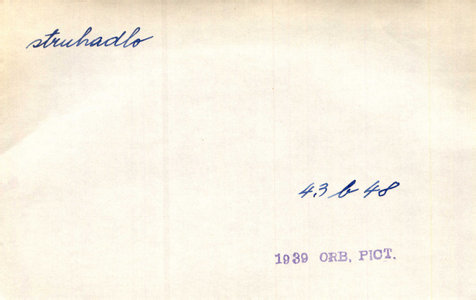 struhadlo
43 b 48
1939 ORB. PICT.